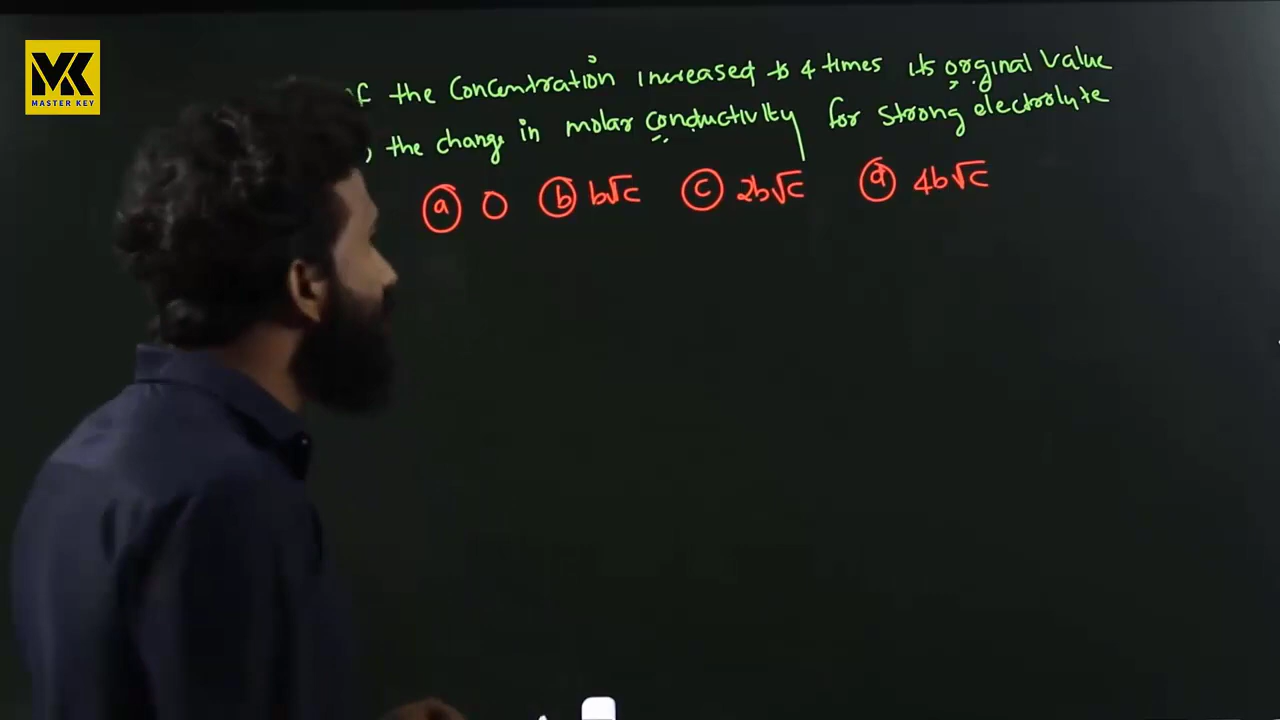 MK
MASTER KEY
f the Concentration increased to 4 times its orginal value
, the change in molar conductivity for strong electrolyte
(a) 0 (b) b√c (c) 2b√c (d) 4b√c